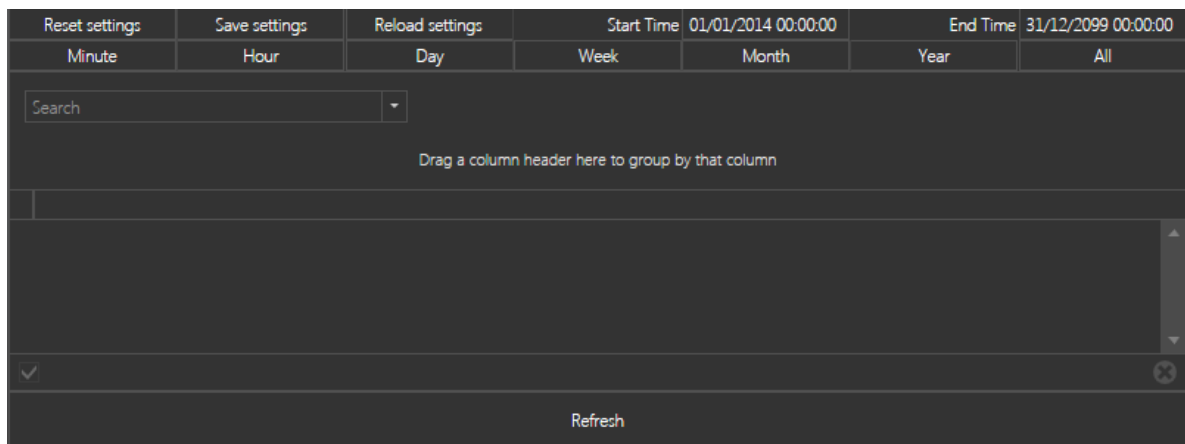 Reset settings Save settings Reload settings Start Time 01/01/2014 00:00:00 End Time 31/12/2099 00:00:00
Minute Hour Day Week Month Year All
Search
Drag a column header here to group by that column
Refresh